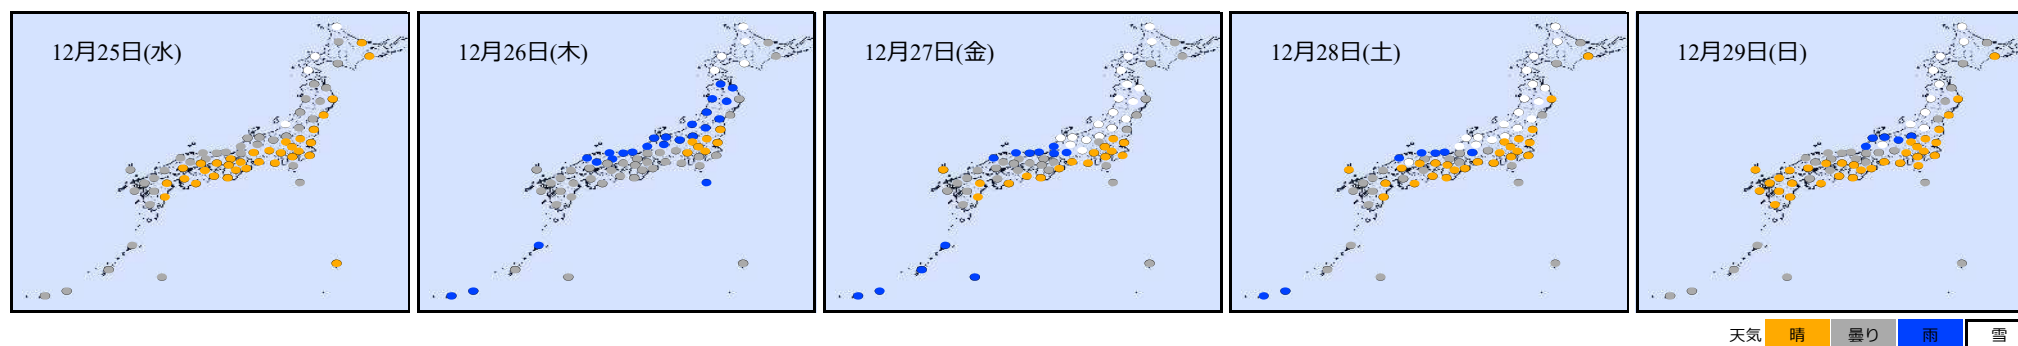 12月25日(水)
12月26日(木)
12月27日(金)
12月28日(土)
12月29日(日)
天気 晴 曇り 雨 雪